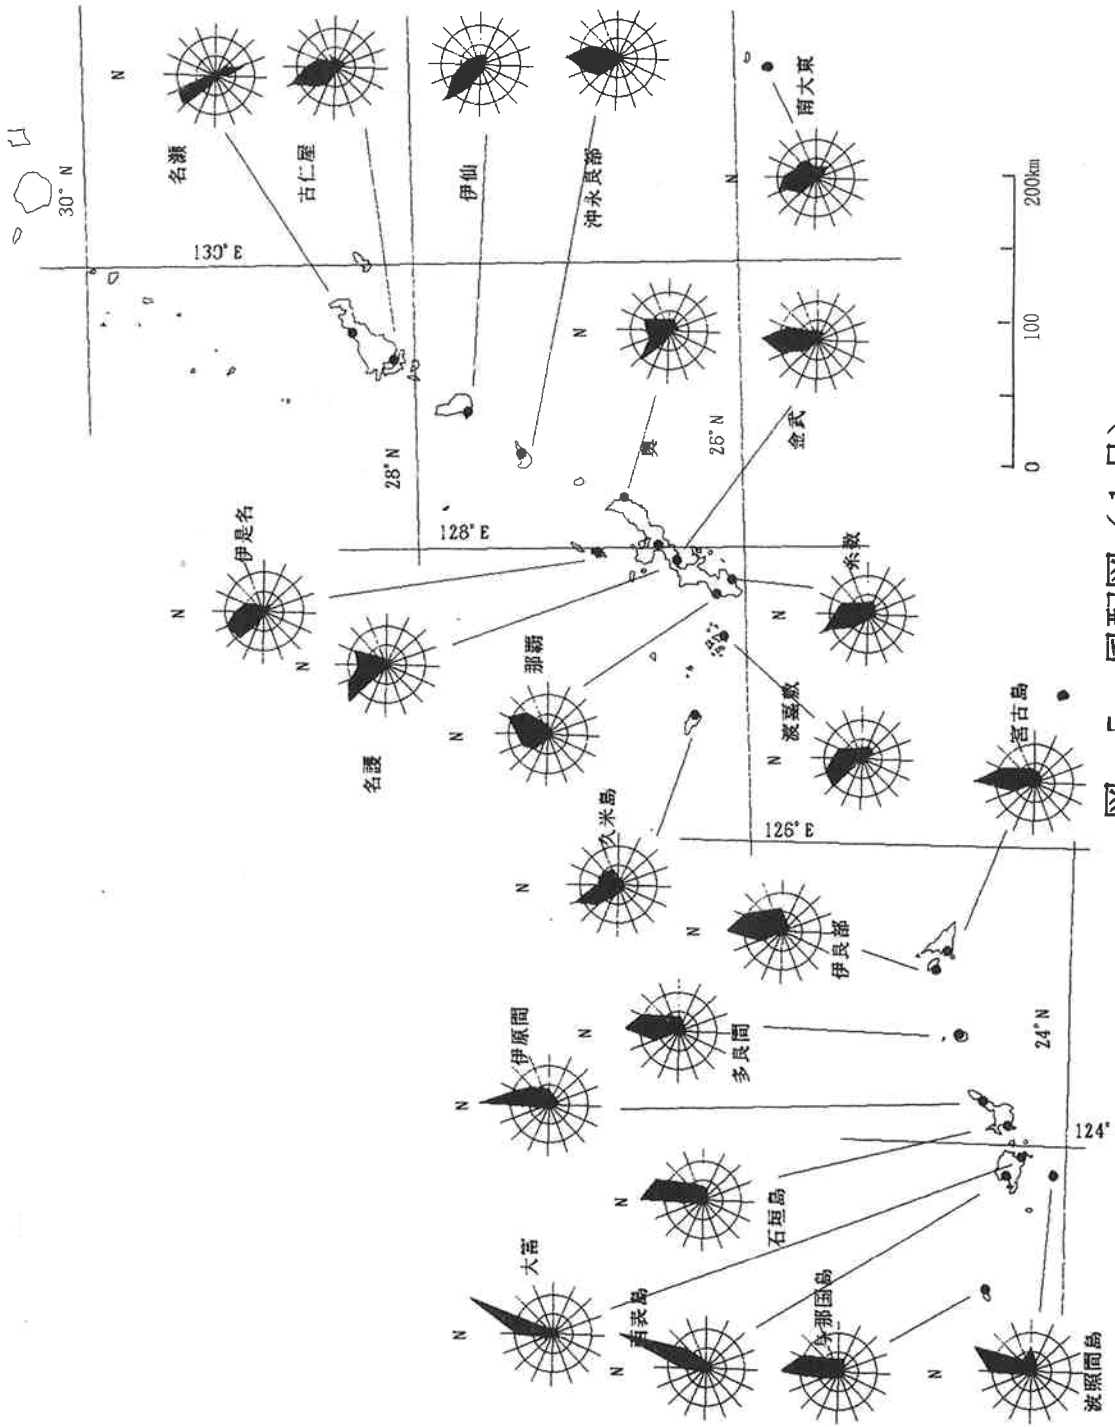 30° N
名瀬
N
古仁屋
130° E
伊仙
沖永良部
南大東
N
28° N
N
奥
26° N
金武
0 100 200km
128° E
伊是名
N
N
名護
那覇
N
糸数
N
渡嘉敷
N
久米島
N
126° E
宮古島
伊良部
N
多良間
N
伊原間
N
24° N
124°
石垣島
N
大富
N
西表島
N
与那国島
N
波照間島